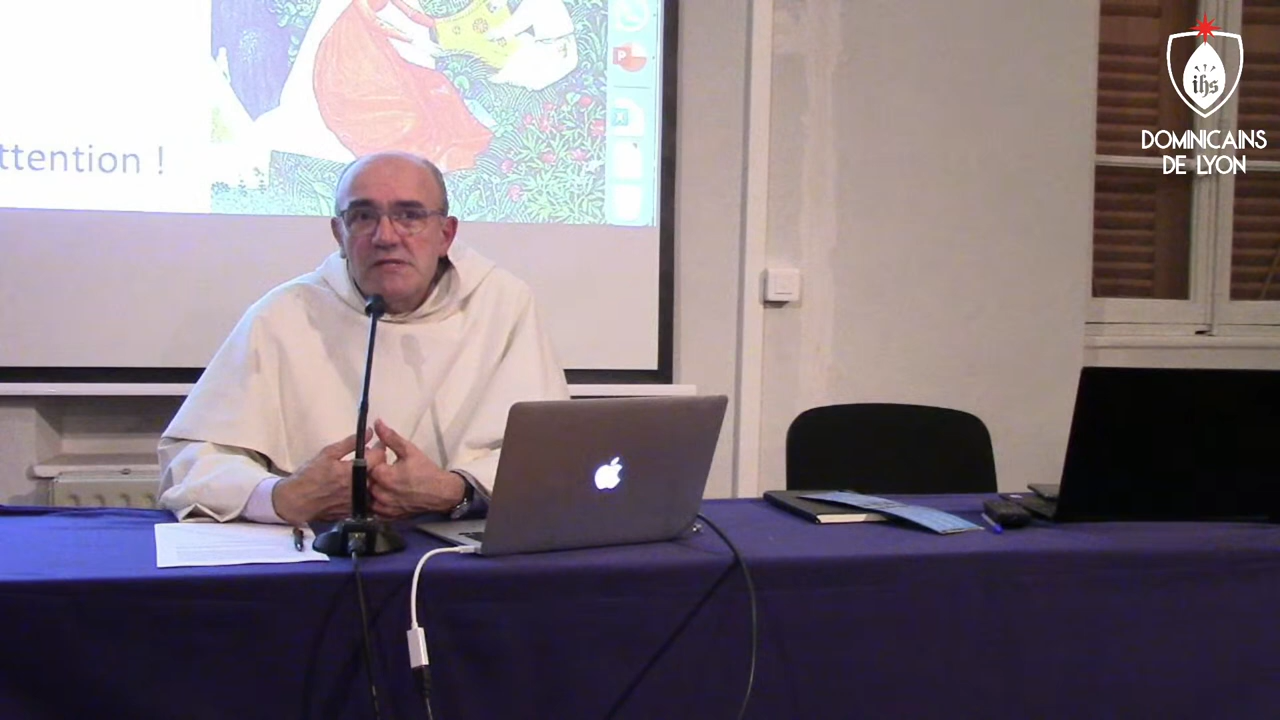 ttention !
P
X
ihs
DOMINICAINS
DE LYON